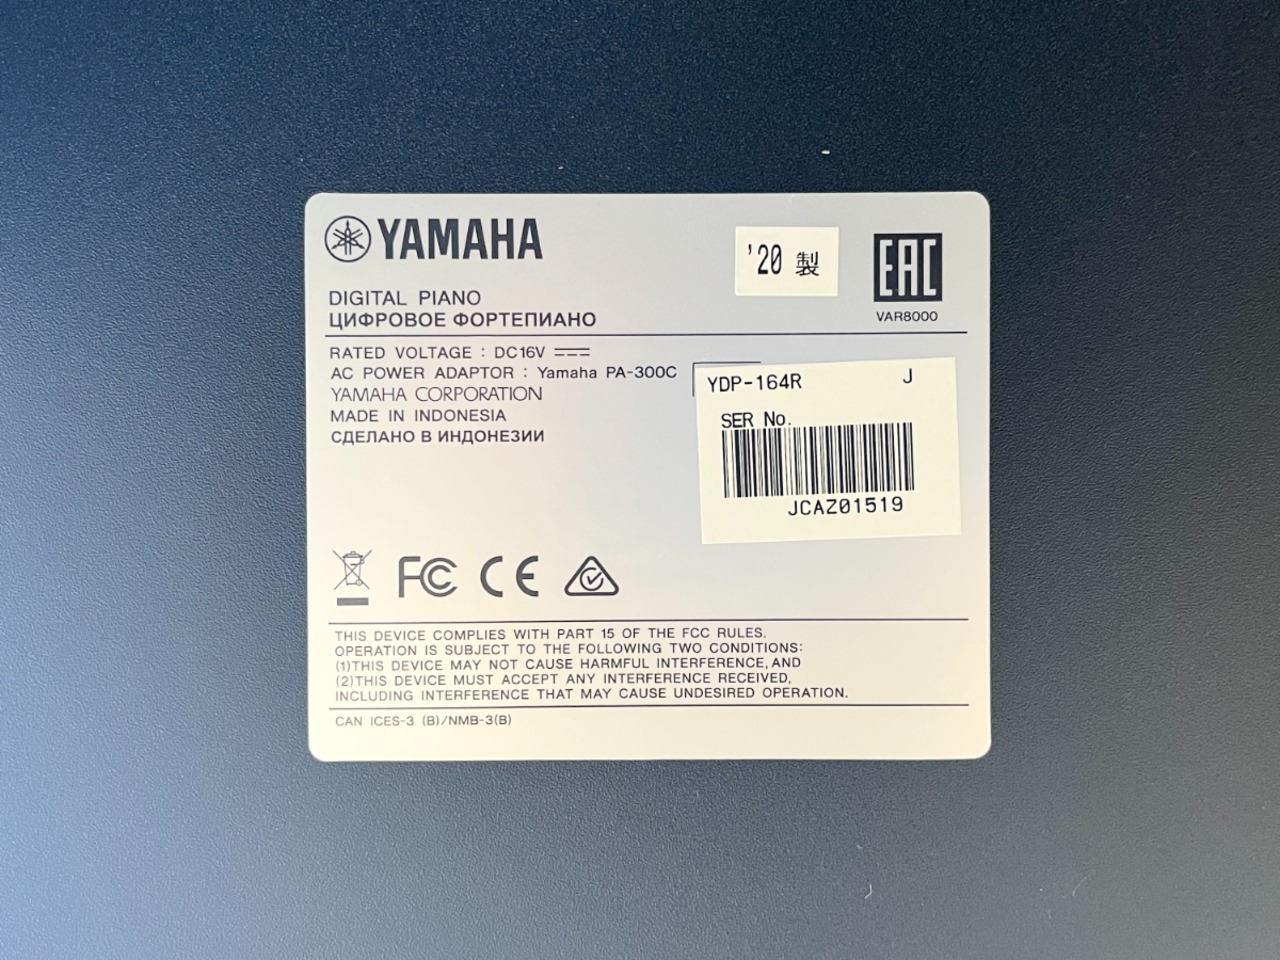 YAMAHA
'20 製
EAC
VAR8000
DIGITAL PIANO
ЦИФРОВОЕ ФОРТЕПИАНО
RATED VOLTAGE : DC16V
AC POWER ADAPTOR : Yamaha PA-300C
YAMAHA CORPORATION
MADE IN INDONESIA
СДЕЛАНО В ИНДОНЕЗИИ
YDP-164R J
SER No.
JCAZ01519
FC CE
THIS DEVICE COMPLIES WITH PART 15 OF THE FCC RULES.
OPERATION IS SUBJECT TO THE FOLLOWING TWO CONDITIONS:
(1)THIS DEVICE MAY NOT CAUSE HARMFUL INTERFERENCE, AND
(2)THIS DEVICE MUST ACCEPT ANY INTERFERENCE RECEIVED,
INCLUDING INTERFERENCE THAT MAY CAUSE UNDESIRED OPERATION.
CAN ICES-3 (B)/NMB-3(B)